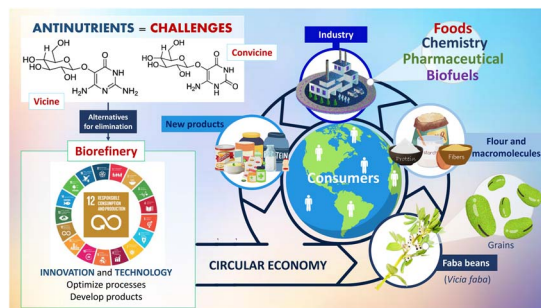 ANTINUTRIENTS = CHALLENGES
Convicine
Vicine
Alternatives
for elimination
Biorefinery
12 RESPONSIBLE
CONSUMPTION
AND PRODUCTION
INNOVATION and TECHNOLOGY
Optimize processes
Develop products
Industry
Foods
Chemistry
Pharmaceutical
Biofuels
New products
Consumers
Flour and
macromolecules
Protein
Fibers
Grains
Faba beans
(Vicia faba)
CIRCULAR ECONOMY